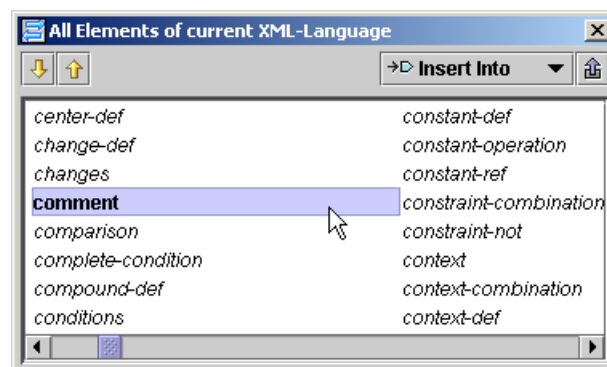 All Elements of current XML-Language
Insert Into
center-def
change-def
changes
comment
comparison
complete-condition
compound-def
conditions
constant-def
constant-operation
constant-ref
constraint-combination
constraint-not
context
context-combination
context-def